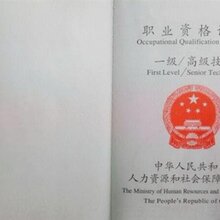 职业资格
Occupational Qualification
一级/高级技
First Level/Senior Tec
中华人民共和
人力资源和社会保障
The Ministry of Human Resources and
The People's Republic of